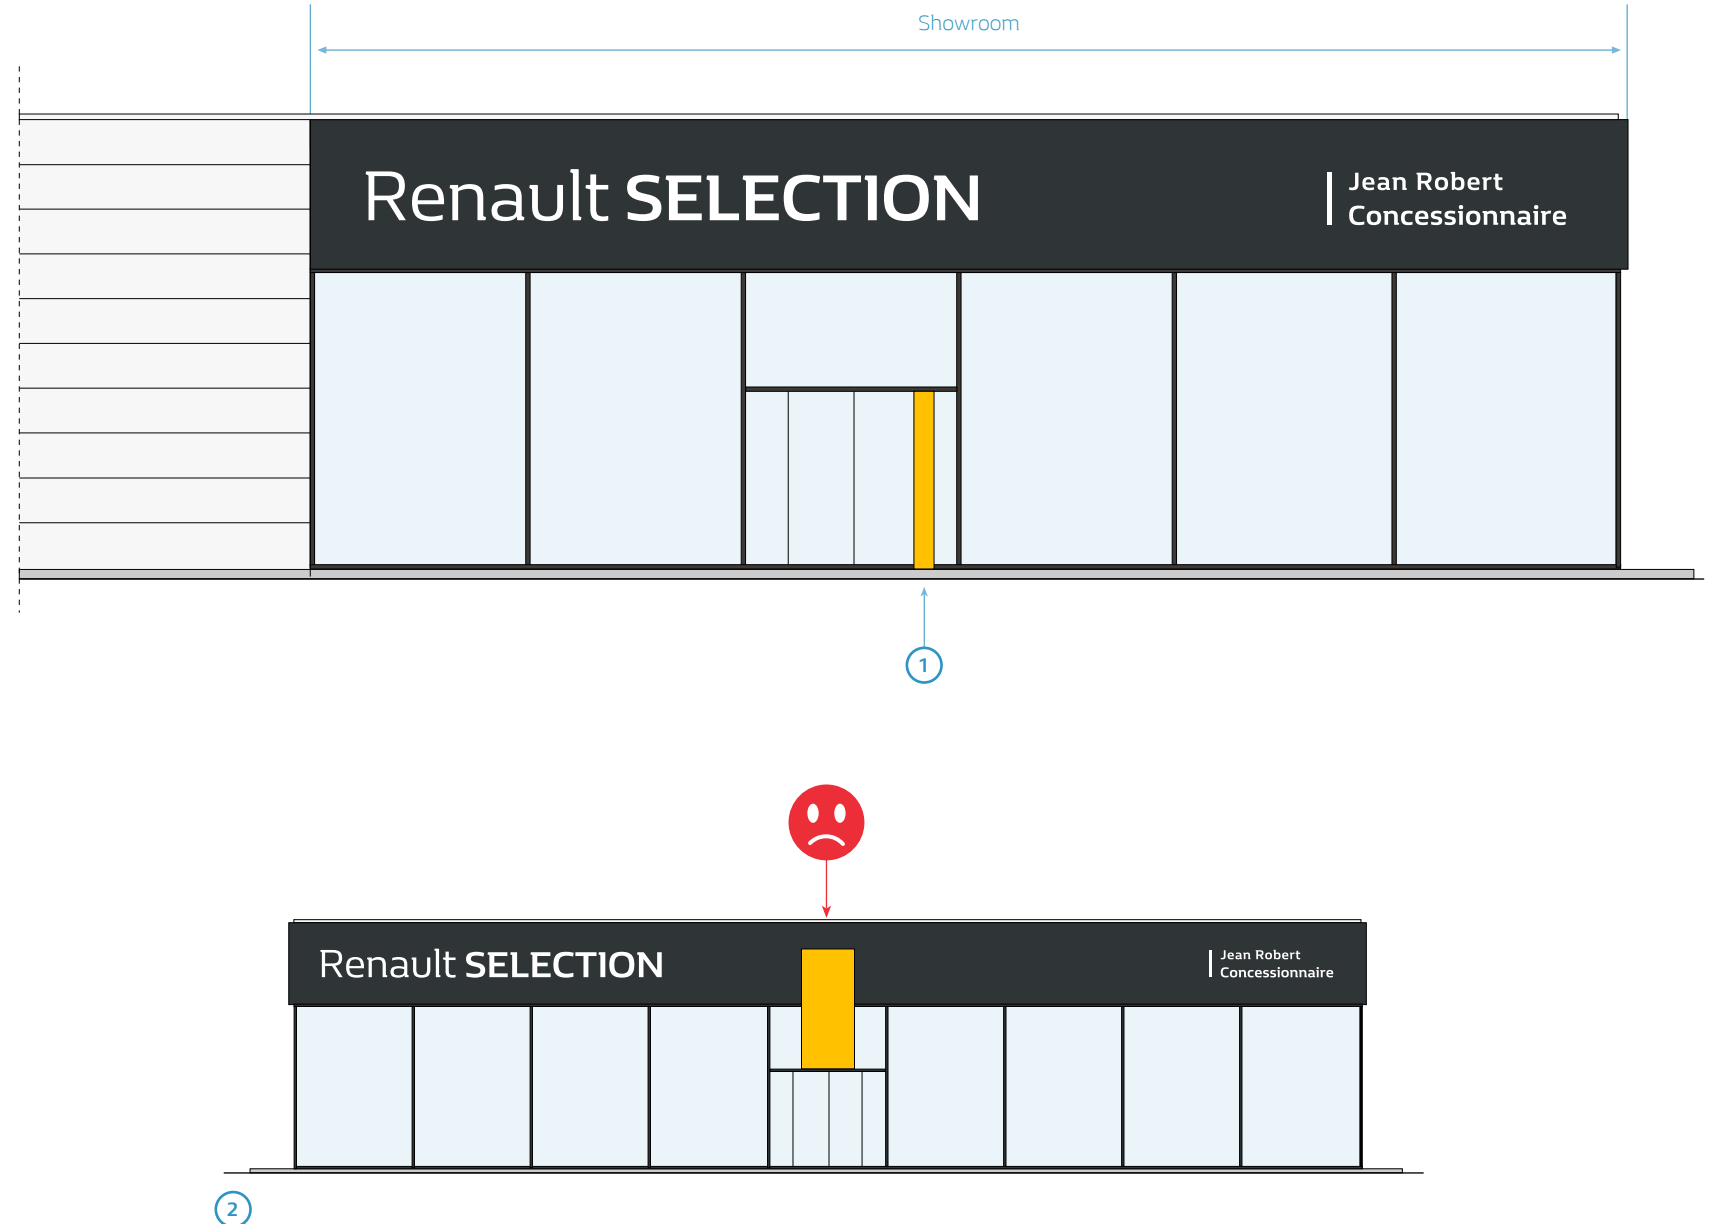 Showroom
Renault SELECTION
Jean Robert
Concessionnaire
1
Renault SELECTION
Jean Robert
Concessionnaire
2